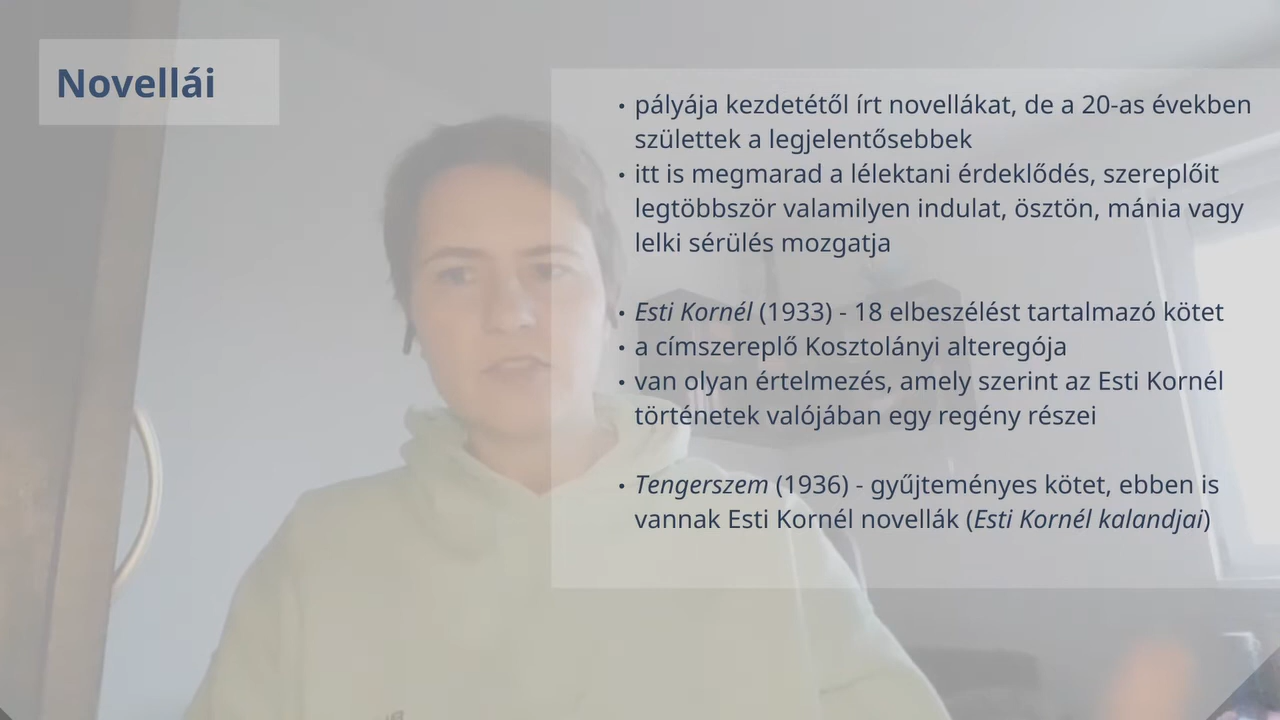 Novellái
• pályája kezdetétől írt novellákat, de a 20-as években
születtek a legjelentősebbek
• itt is megmarad a lélektani érdeklődés, szereplőit
legtöbbször valamilyen indulat, ösztön, mánia vagy
lelki sérülés mozgatja
• Esti Kornél (1933) - 18 elbeszélést tartalmazó kötet
• a címszereplő Kosztolányi alteregója
• van olyan értelmezés, amely szerint az Esti Kornél
történetek valójában egy regény részei
• Tengerszem (1936) - gyűjteményes kötet, ebben is
vannak Esti Kornél novellák (Esti Kornél kalandjai)